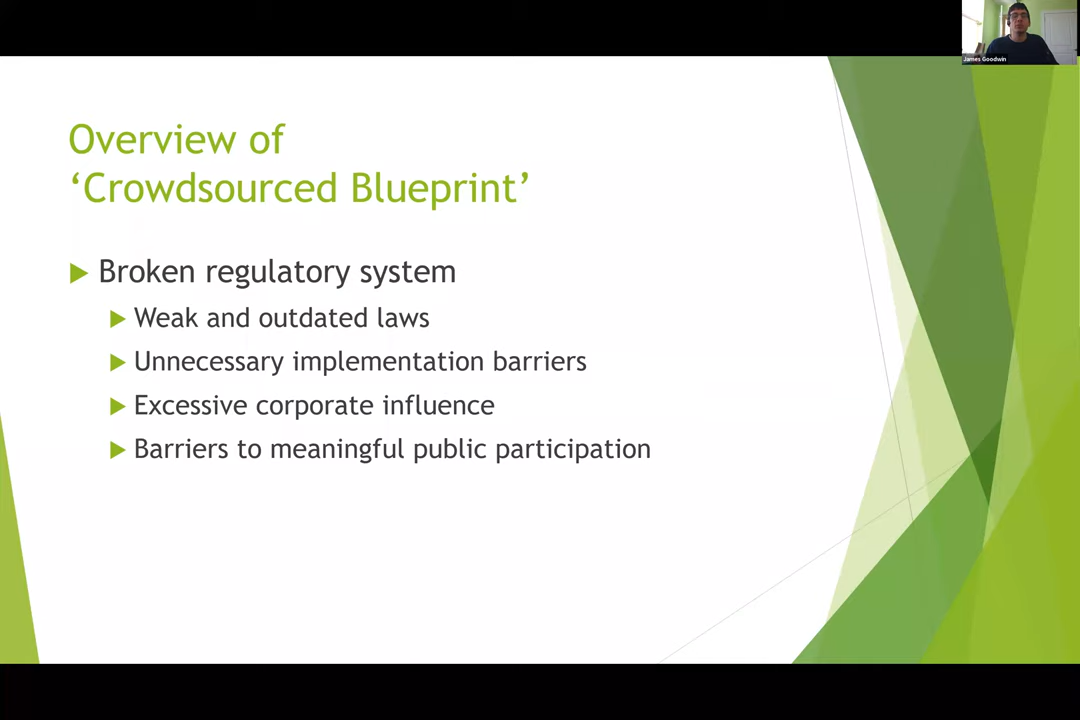 James Goodwin
Overview of
‘Crowdsourced Blueprint’
Broken regulatory system
Weak and outdated laws
Unnecessary implementation barriers
Excessive corporate influence
Barriers to meaningful public participation